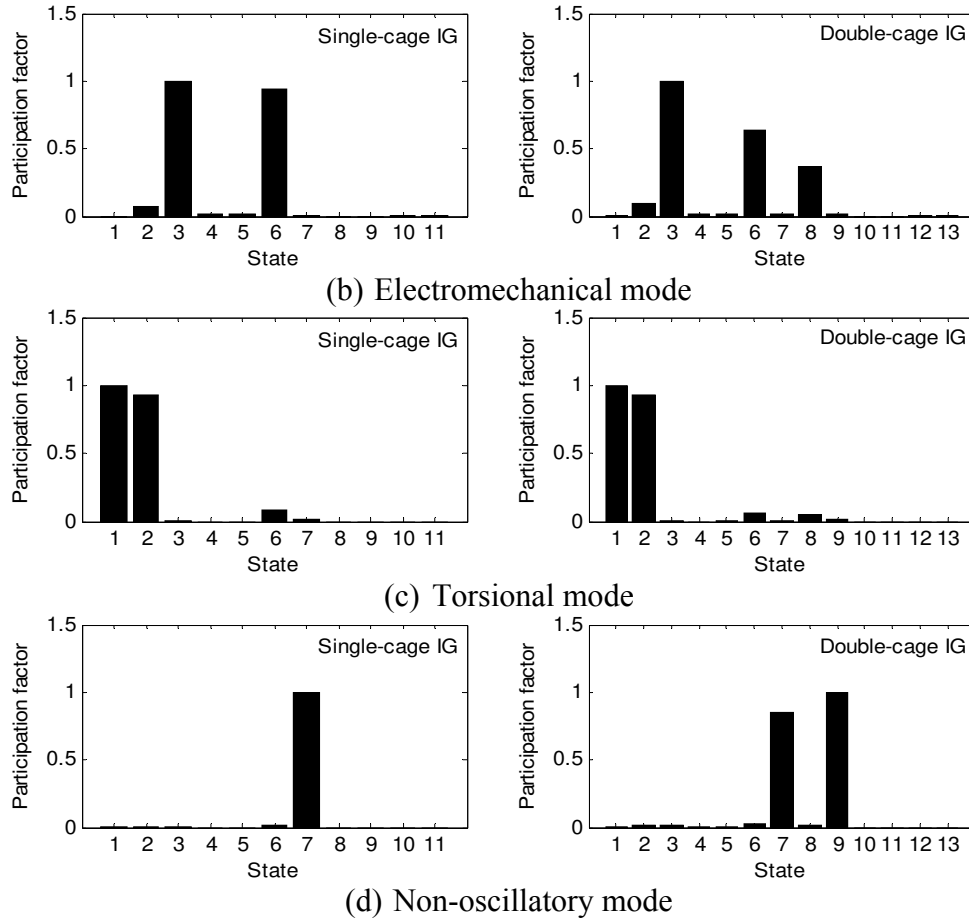 1.5
1
0.5
0
Participation factor
Single-cage IG
1 2 3 4 5 6 7 8 9 10 11
State
1.5
1
0.5
0
Participation factor
Double-cage IG
1 2 3 4 5 6 7 8 9 10 11 12 13
State
(b) Electromechanical mode
1.5
1
0.5
0
Participation factor
Single-cage IG
1 2 3 4 5 6 7 8 9 10 11
State
1.5
1
0.5
0
Participation factor
Double-cage IG
1 2 3 4 5 6 7 8 9 10 11 12 13
State
(c) Torsional mode
1.5
1
0.5
0
Participation factor
Single-cage IG
1 2 3 4 5 6 7 8 9 10 11
State
1.5
1
0.5
0
Participation factor
Double-cage IG
1 2 3 4 5 6 7 8 9 10 11 12 13
State
(d) Non-oscillatory mode